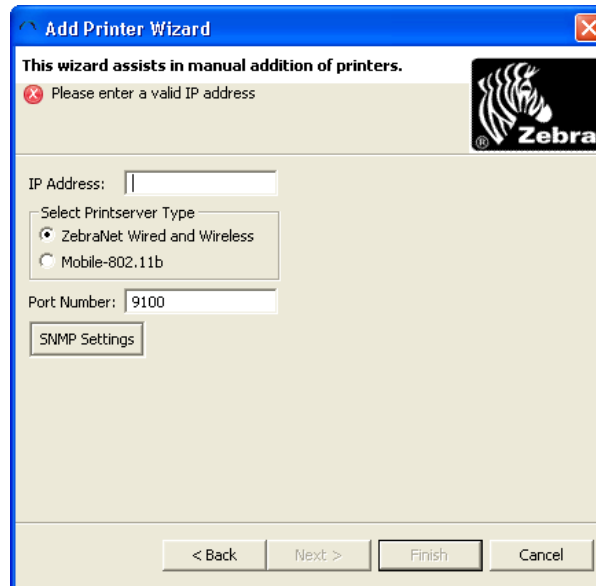 Add Printer Wizard
This wizard assists in manual addition of printers.
Please enter a valid IP address
® Zebra
IP Address:
Select Printserver Type
ZebraNet Wired and Wireless
Mobile-802.11b
Port Number: 9100
SNMP Settings
< Back Next > Finish Cancel